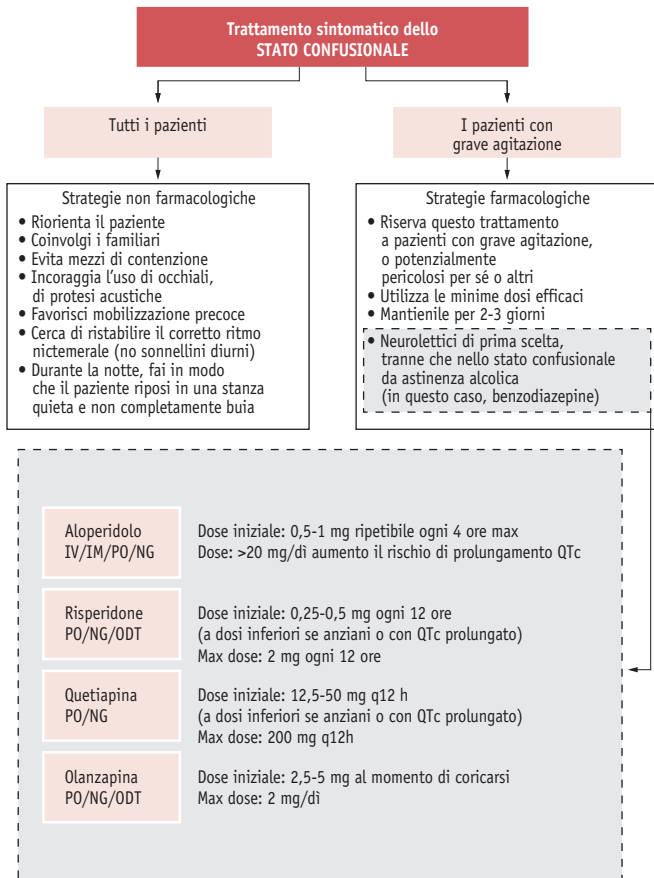 Trattamento sintomatico dello
STATO CONFUSIONALE
Tutti i pazienti
I pazienti con
grave agitazione
Strategie non farmacologiche
• Riorienta il paziente
• Coinvolgi i familiari
• Evita mezzi di contenzione
• Incoraggia l'uso di occhiali,
di protesi acustiche
• Favorisci mobilizzazione precoce
• Cerca di ristabilire il corretto ritmo
nictemerale (no sonnellini diurni)
• Durante la notte, fai in modo
che il paziente riposi in una stanza
quieta e non completamente buia
Strategie farmacologiche
• Riserva questo trattamento
a pazienti con grave agitazione,
o potenzialmente
pericolosi per sé o altri
• Utilizza le minime dosi efficaci
• Mantienile per 2-3 giorni
• Neurolettici di prima scelta,
tranne che nello stato confusionale
da astinenza alcolica
(in questo caso, benzodiazepine)
Aloperidolo
IV/IM/PO/NG
Dose iniziale: 0,5-1 mg ripetibile ogni 4 ore max
Dose: >20 mg/dì aumento il rischio di prolungamento QTc
Risperidone
PO/NG/ODT
Dose iniziale: 0,25-0,5 mg ogni 12 ore
(a dosi inferiori se anziani o con QTc prolungato)
Max dose: 2 mg ogni 12 ore
Quetiapina
PO/NG
Dose iniziale: 12,5-50 mg q12 h
(a dosi inferiori se anziani o con QTc prolungato)
Max dose: 200 mg q12h
Olanzapina
PO/NG/ODT
Dose iniziale: 2,5-5 mg al momento di coricarsi
Max dose: 2 mg/dì